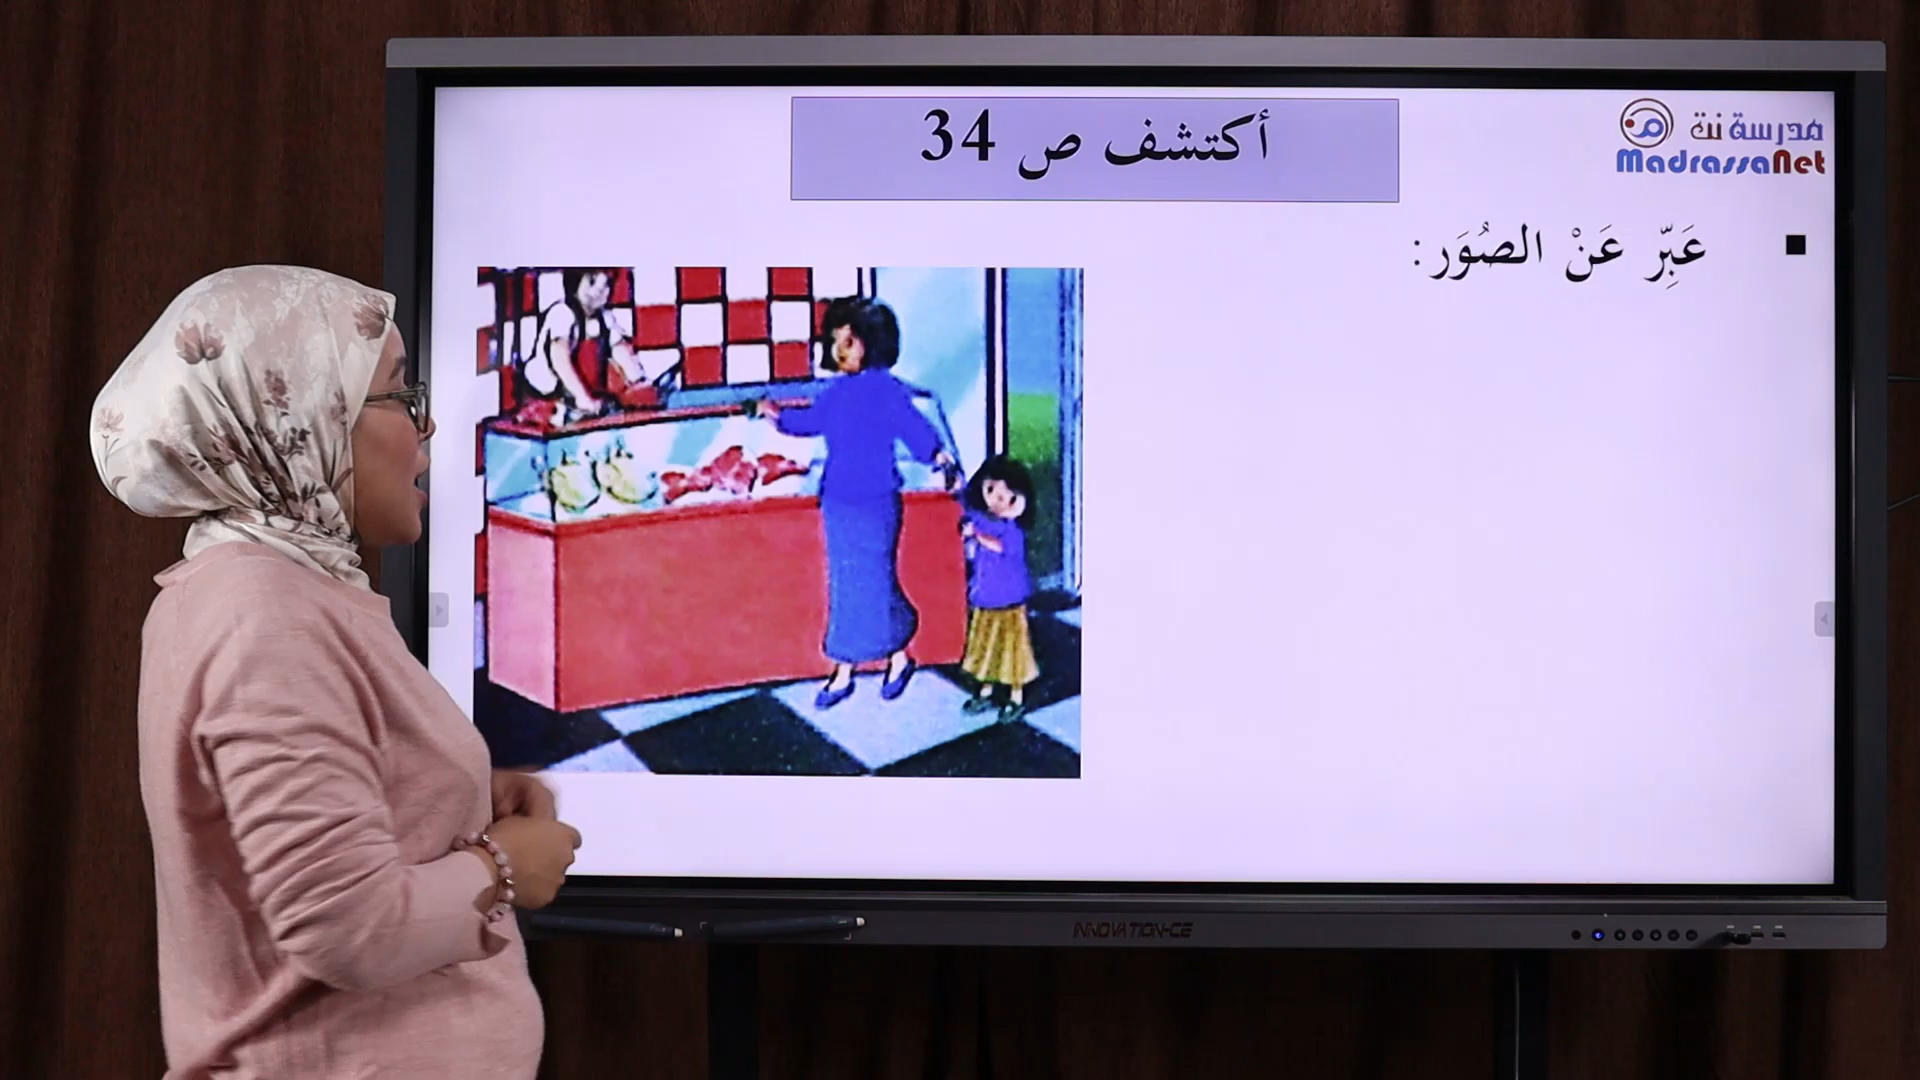 أكتشف ص 34
مدرسة نت
MadrassaNet
عَبِّر عَنْ الصُوَر:
INNOVATION-CE